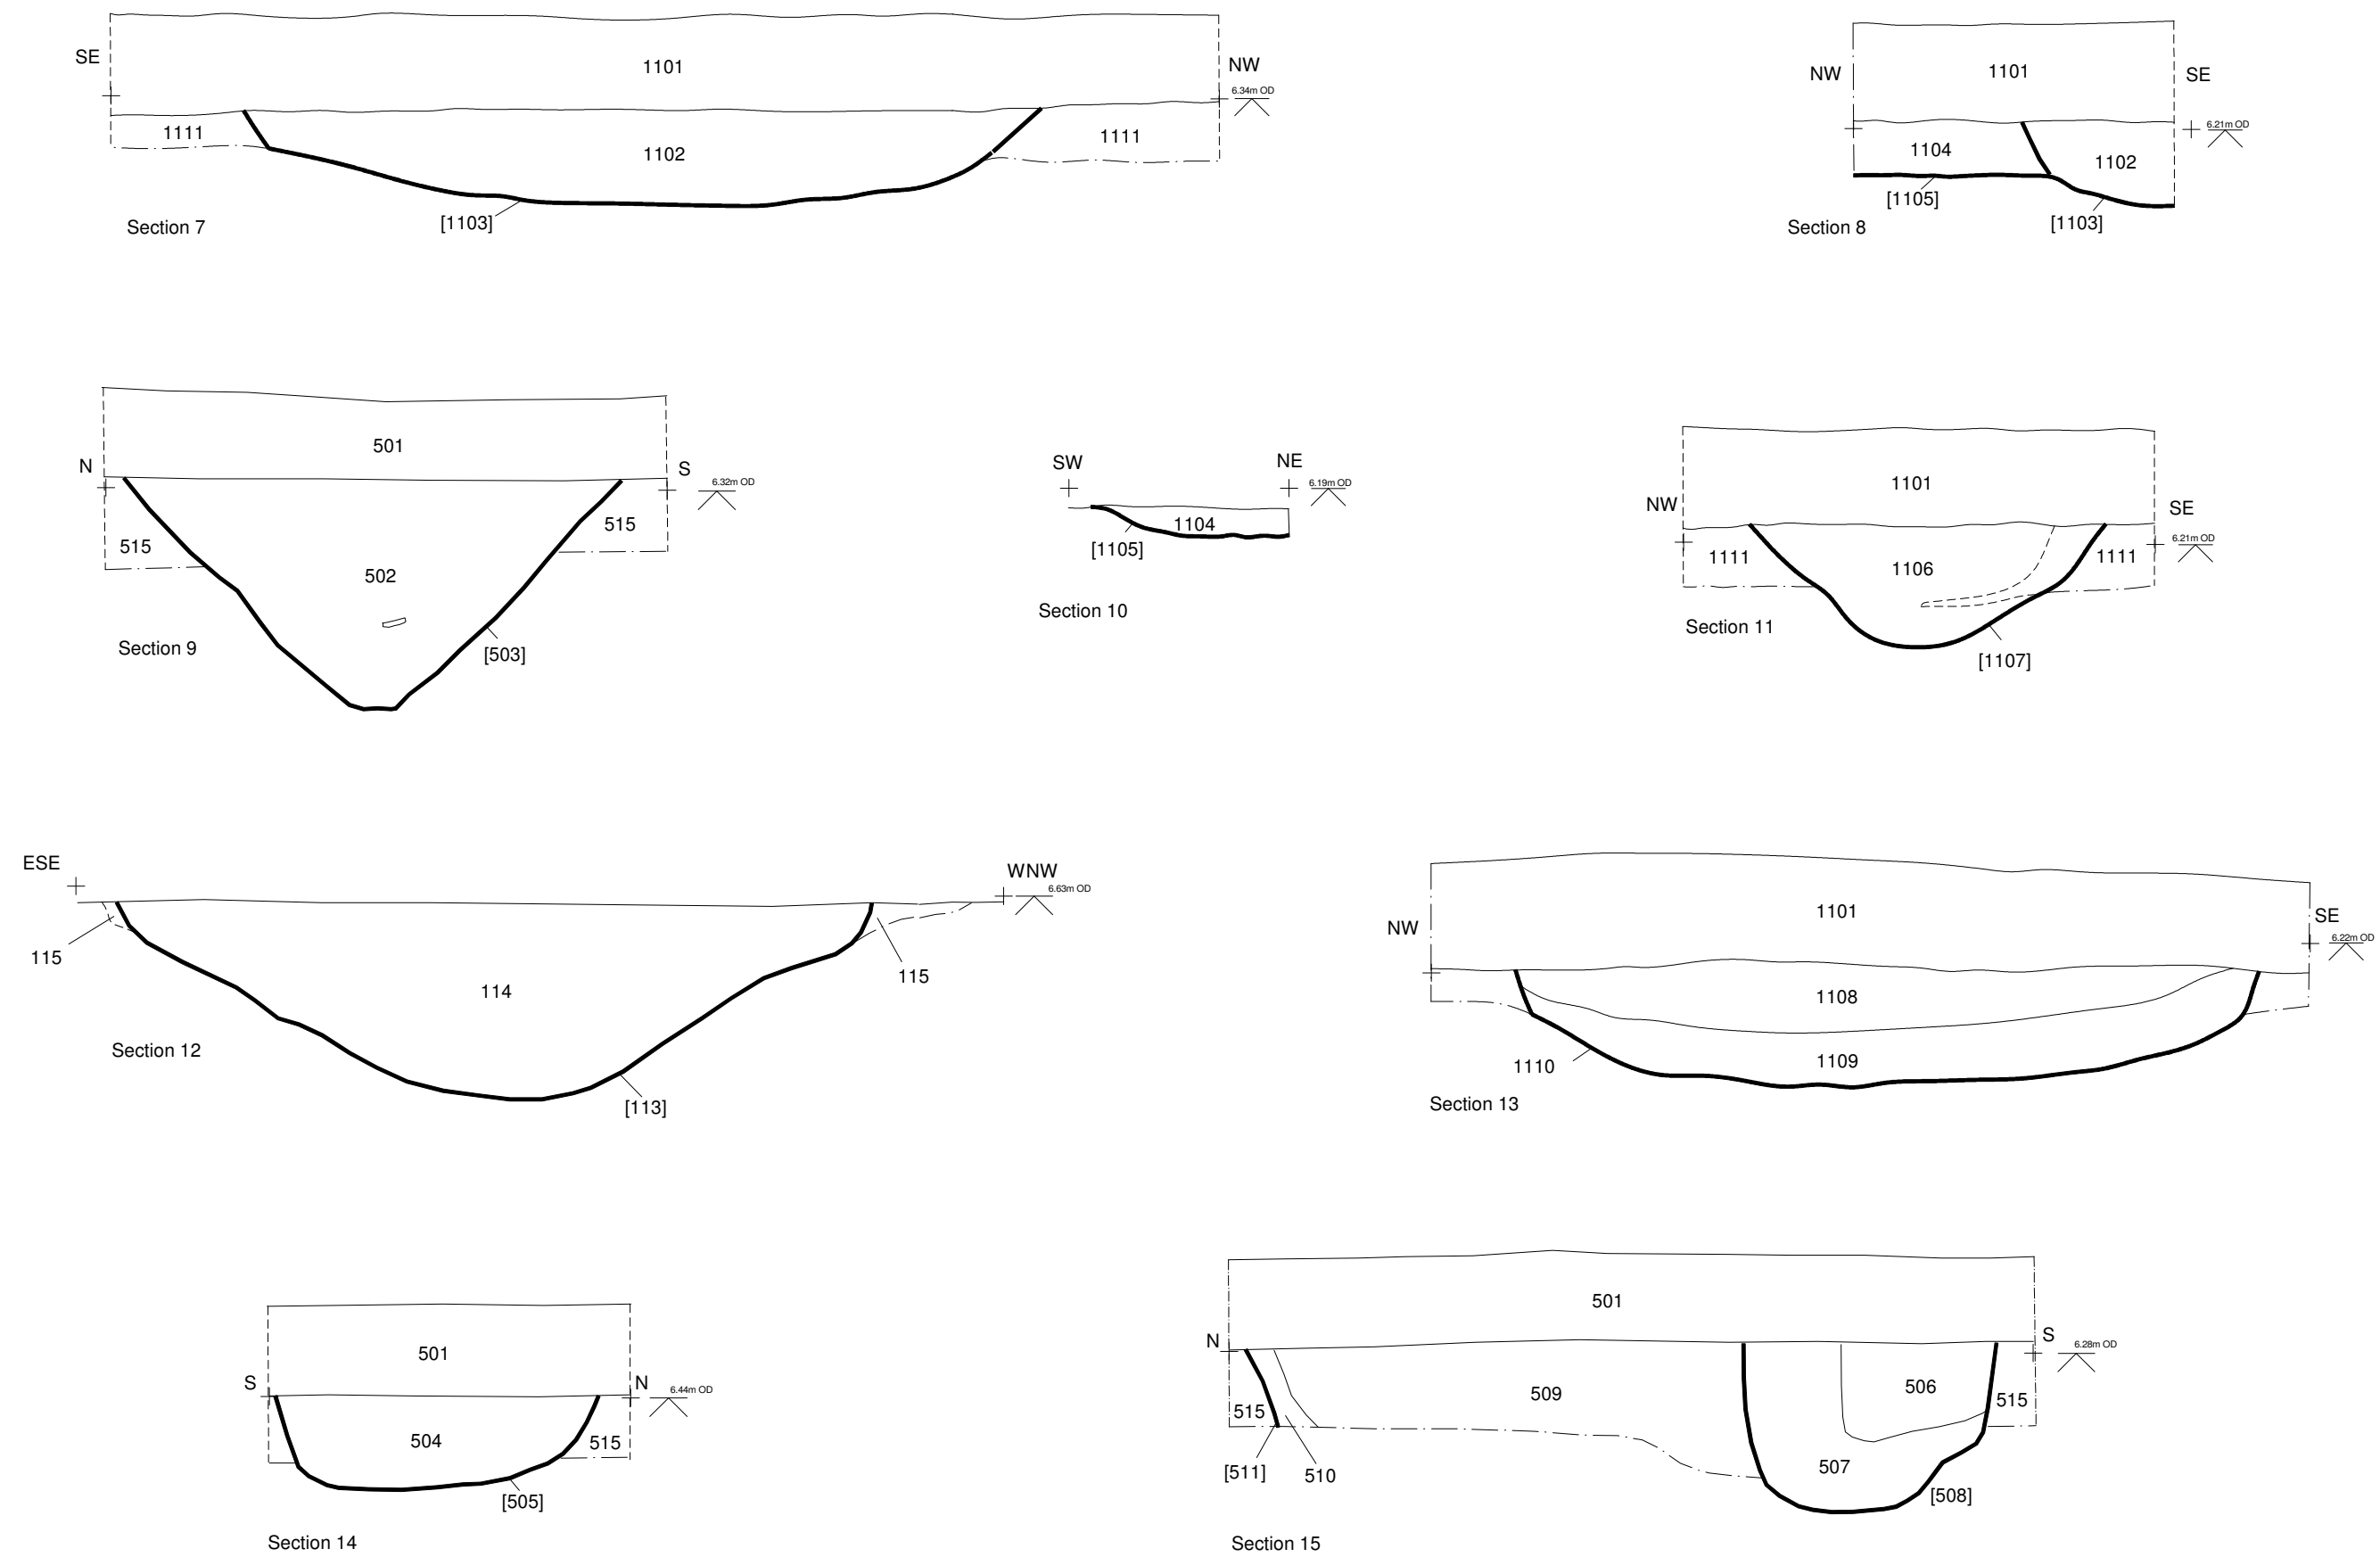 SE
1101
NW
6.34m OD
1111
1102
1111
[1103]
Section 7
NW
1101
SE
6.21m OD
1104
1102
[1105]
[1103]
Section 8
501
N
S
6.32m OD
515
515
502
[503]
Section 9
SW
NE
6.19m OD
1104
[1105]
Section 10
1101
NW
SE
6.21m OD
1111
1106
1111
[1107]
Section 11
ESE
WNW
6.63m OD
115
115
114
[113]
Section 12
1101
NW
SE
6.22m OD
1108
1109
1110
Section 13
501
S
N
6.44m OD
504
515
[505]
Section 14
501
N
S
6.28m OD
515
509
506
515
[511]
510
507
[508]
Section 15